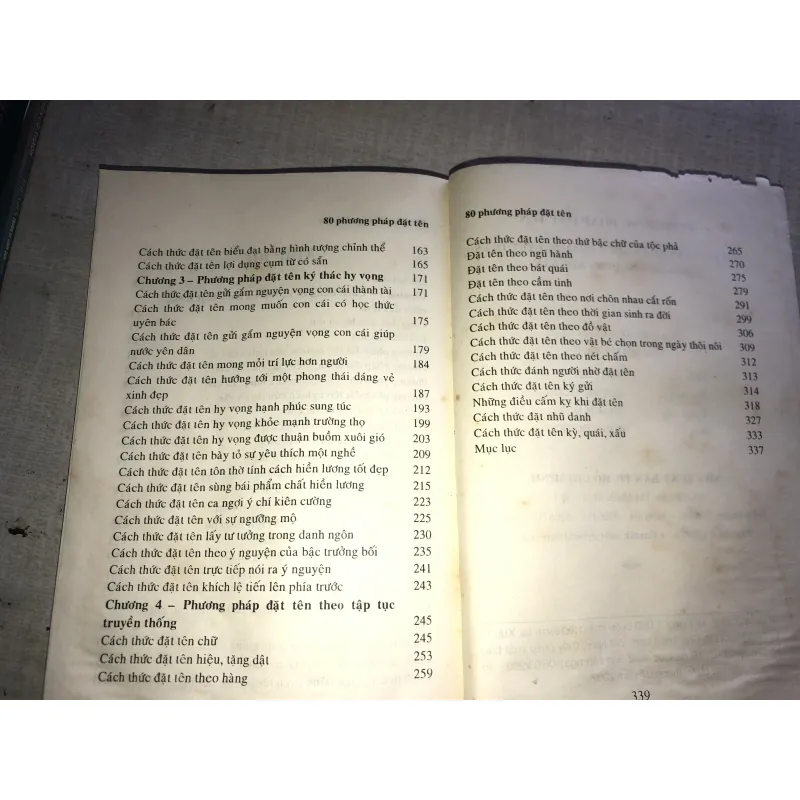 80 phương pháp đặt tên
Cách thức đặt tên biểu đạt bằng hình tượng chỉnh thể 163
Cách thức đặt tên lợi dụng cụm từ có sẵn 165
Chương 3 – Phương pháp đặt tên ký thác hy vọng 171
Cách thức đặt tên gửi gấm nguyện vọng con cái thành tài 171
Cách thức đặt tên mong muốn con cái có học thức
uyên bác 175
Cách thức đặt tên gửi gấm nguyện vọng con cái giúp
nước yên dân 179
Cách thức đặt tên mong mỏi trí lực hơn người 184
Cách thức đặt tên hướng tới một phong thái dáng vẻ
xinh đẹp 187
Cách thức đặt tên hy vọng hạnh phúc sung túc 193
Cách thức đặt tên hy vọng khỏe mạnh trường thọ 199
Cách thức đặt tên hy vọng được thuận buồm xuôi gió 203
Cách thức đặt tên bày tỏ sự yêu thích một nghề 209
Cách thức đặt tên tôn thờ tính cách hiền lương tốt đẹp 212
Cách thức đặt tên sùng bái phẩm chất hiền lương 215
Cách thức đặt tên ca ngợi ý chí kiên cường 223
Cách thức đặt tên với sự ngưỡng mộ 225
Cách thức đặt tên lấy tư tưởng trong danh ngôn 230
Cách thức đặt tên theo ý nguyện của bậc trưởng bối 235
Cách thức đặt tên trực tiếp nói ra ý nguyện 241
Cách thức đặt tên khích lệ tiến lên phía trước 243
Chương 4 – Phương pháp đặt tên theo tập tục
truyền thống 245
Cách thức đặt tên chữ 245
Cách thức đặt tên hiệu, tặng dật 253
Cách thức đặt tên theo hàng 259
80 phương pháp đặt tên
Cách thức đặt tên theo thứ bậc chữ của tộc phả 265
Đặt tên theo ngũ hành 270
Đặt tên theo bát quái 275
Đặt tên theo cầm tinh 279
Cách thức đặt tên theo nơi chôn nhau cắt rốn 291
Cách thức đặt tên theo thời gian sinh ra đời 299
Cách thức đặt tên theo đồ vật 306
Cách thức đặt tên theo vật bé chọn trong ngày thôi nôi 309
Cách thức đặt tên theo nét chấm 312
Cách thức đánh người nhờ đặt tên 313
Cách thức đặt tên ký gửi 314
Những điều cấm kỵ khi đặt tên 318
Cách thức đặt nhũ danh 327
Cách thức đặt tên kỳ, quái, xấu 333
Mục lục 337
339